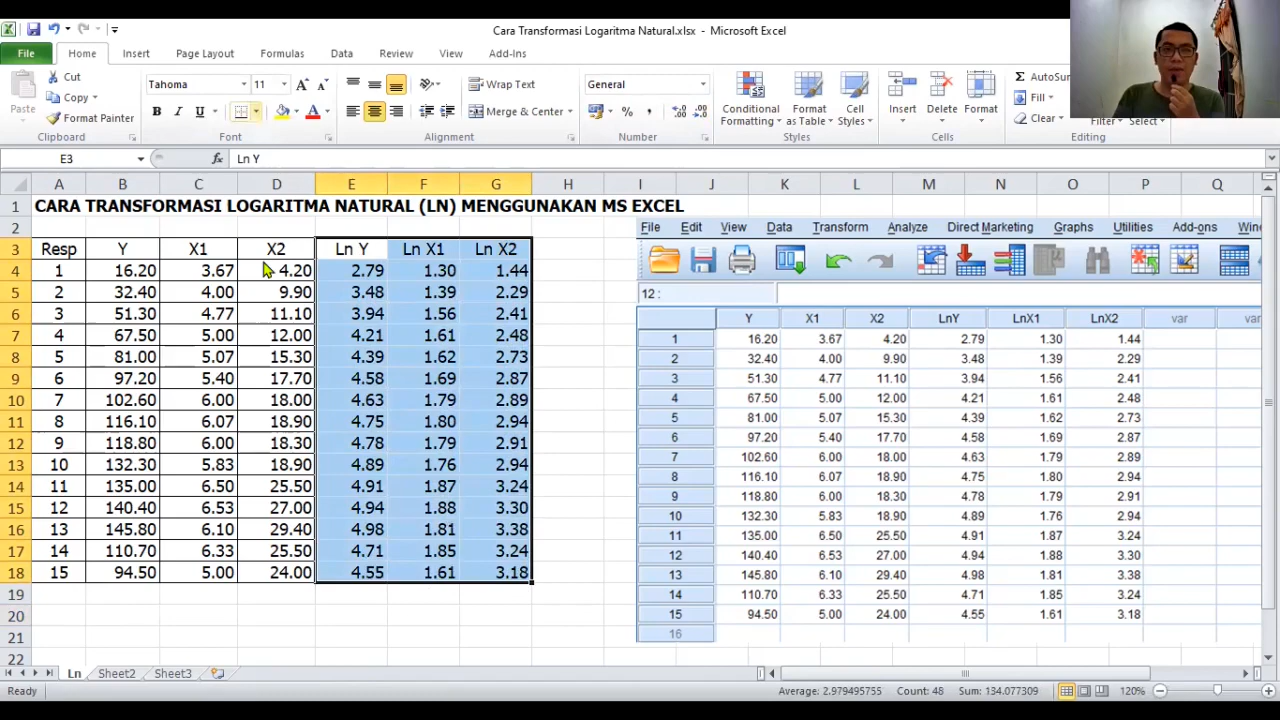 Cara Transformasi Logaritma Natural.xlsx - Microsoft Excel
File Home Insert Page Layout Formulas Data Review View Add-Ins
Paste Cut Copy Format Painter Clipboard
Tahoma 11 Font
Wrap Text Merge & Center Alignment
General Number
Conditional Formatting Format as Table Cell Styles Styles
Insert Delete Format Cells
AutoSu Fill Clear Editing
E3 fx Ln Y
A B C D E F G H I J K L M N O P Q
1 CARA TRANSFORMASI LOGARITMA NATURAL (LN) MENGGUNAKAN MS EXCEL
2
3 Resp Y X1 X2 Ln Y Ln X1 Ln X2
4 1 16.20 3.67 4.20 2.79 1.30 1.44
5 2 32.40 4.00 9.90 3.48 1.39 2.29
6 3 51.30 4.77 11.10 3.94 1.56 2.41
7 4 67.50 5.00 12.00 4.21 1.61 2.48
8 5 81.00 5.07 15.30 4.39 1.62 2.73
9 6 97.20 5.40 17.70 4.58 1.69 2.87
10 7 102.60 6.00 18.00 4.63 1.79 2.89
11 8 116.10 6.07 18.90 4.75 1.80 2.94
12 9 118.80 6.00 18.30 4.78 1.79 2.91
13 10 132.30 5.83 18.90 4.89 1.76 2.94
14 11 135.00 6.50 25.50 4.91 1.87 3.24
15 12 140.40 6.53 27.00 4.94 1.88 3.30
16 13 145.80 6.10 29.40 4.98 1.81 3.38
17 14 110.70 6.33 25.50 4.71 1.85 3.24
18 15 94.50 5.00 24.00 4.55 1.61 3.18
19
20
21
22
File Edit View Data Transform Analyze Direct Marketing Graphs Utilities Add-ons
12 :
Y X1 X2 LnY LnX1 LnX2 var
1 16.20 3.67 4.20 2.79 1.30 1.44
2 32.40 4.00 9.90 3.48 1.39 2.29
3 51.30 4.77 11.10 3.94 1.56 2.41
4 67.50 5.00 12.00 4.21 1.61 2.48
5 81.00 5.07 15.30 4.39 1.62 2.73
6 97.20 5.40 17.70 4.58 1.69 2.87
7 102.60 6.00 18.00 4.63 1.79 2.89
8 116.10 6.07 18.90 4.75 1.80 2.94
9 118.80 6.00 18.30 4.78 1.79 2.91
10 132.30 5.83 18.90 4.89 1.76 2.94
11 135.00 6.50 25.50 4.91 1.87 3.24
12 140.40 6.53 27.00 4.94 1.88 3.30
13 145.80 6.10 29.40 4.98 1.81 3.38
14 110.70 6.33 25.50 4.71 1.85 3.24
15 94.50 5.00 24.00 4.55 1.61 3.18
16
Ln Sheet2 Sheet3
Ready Average: 2.979495755 Count: 48 Sum: 134.077309 120%